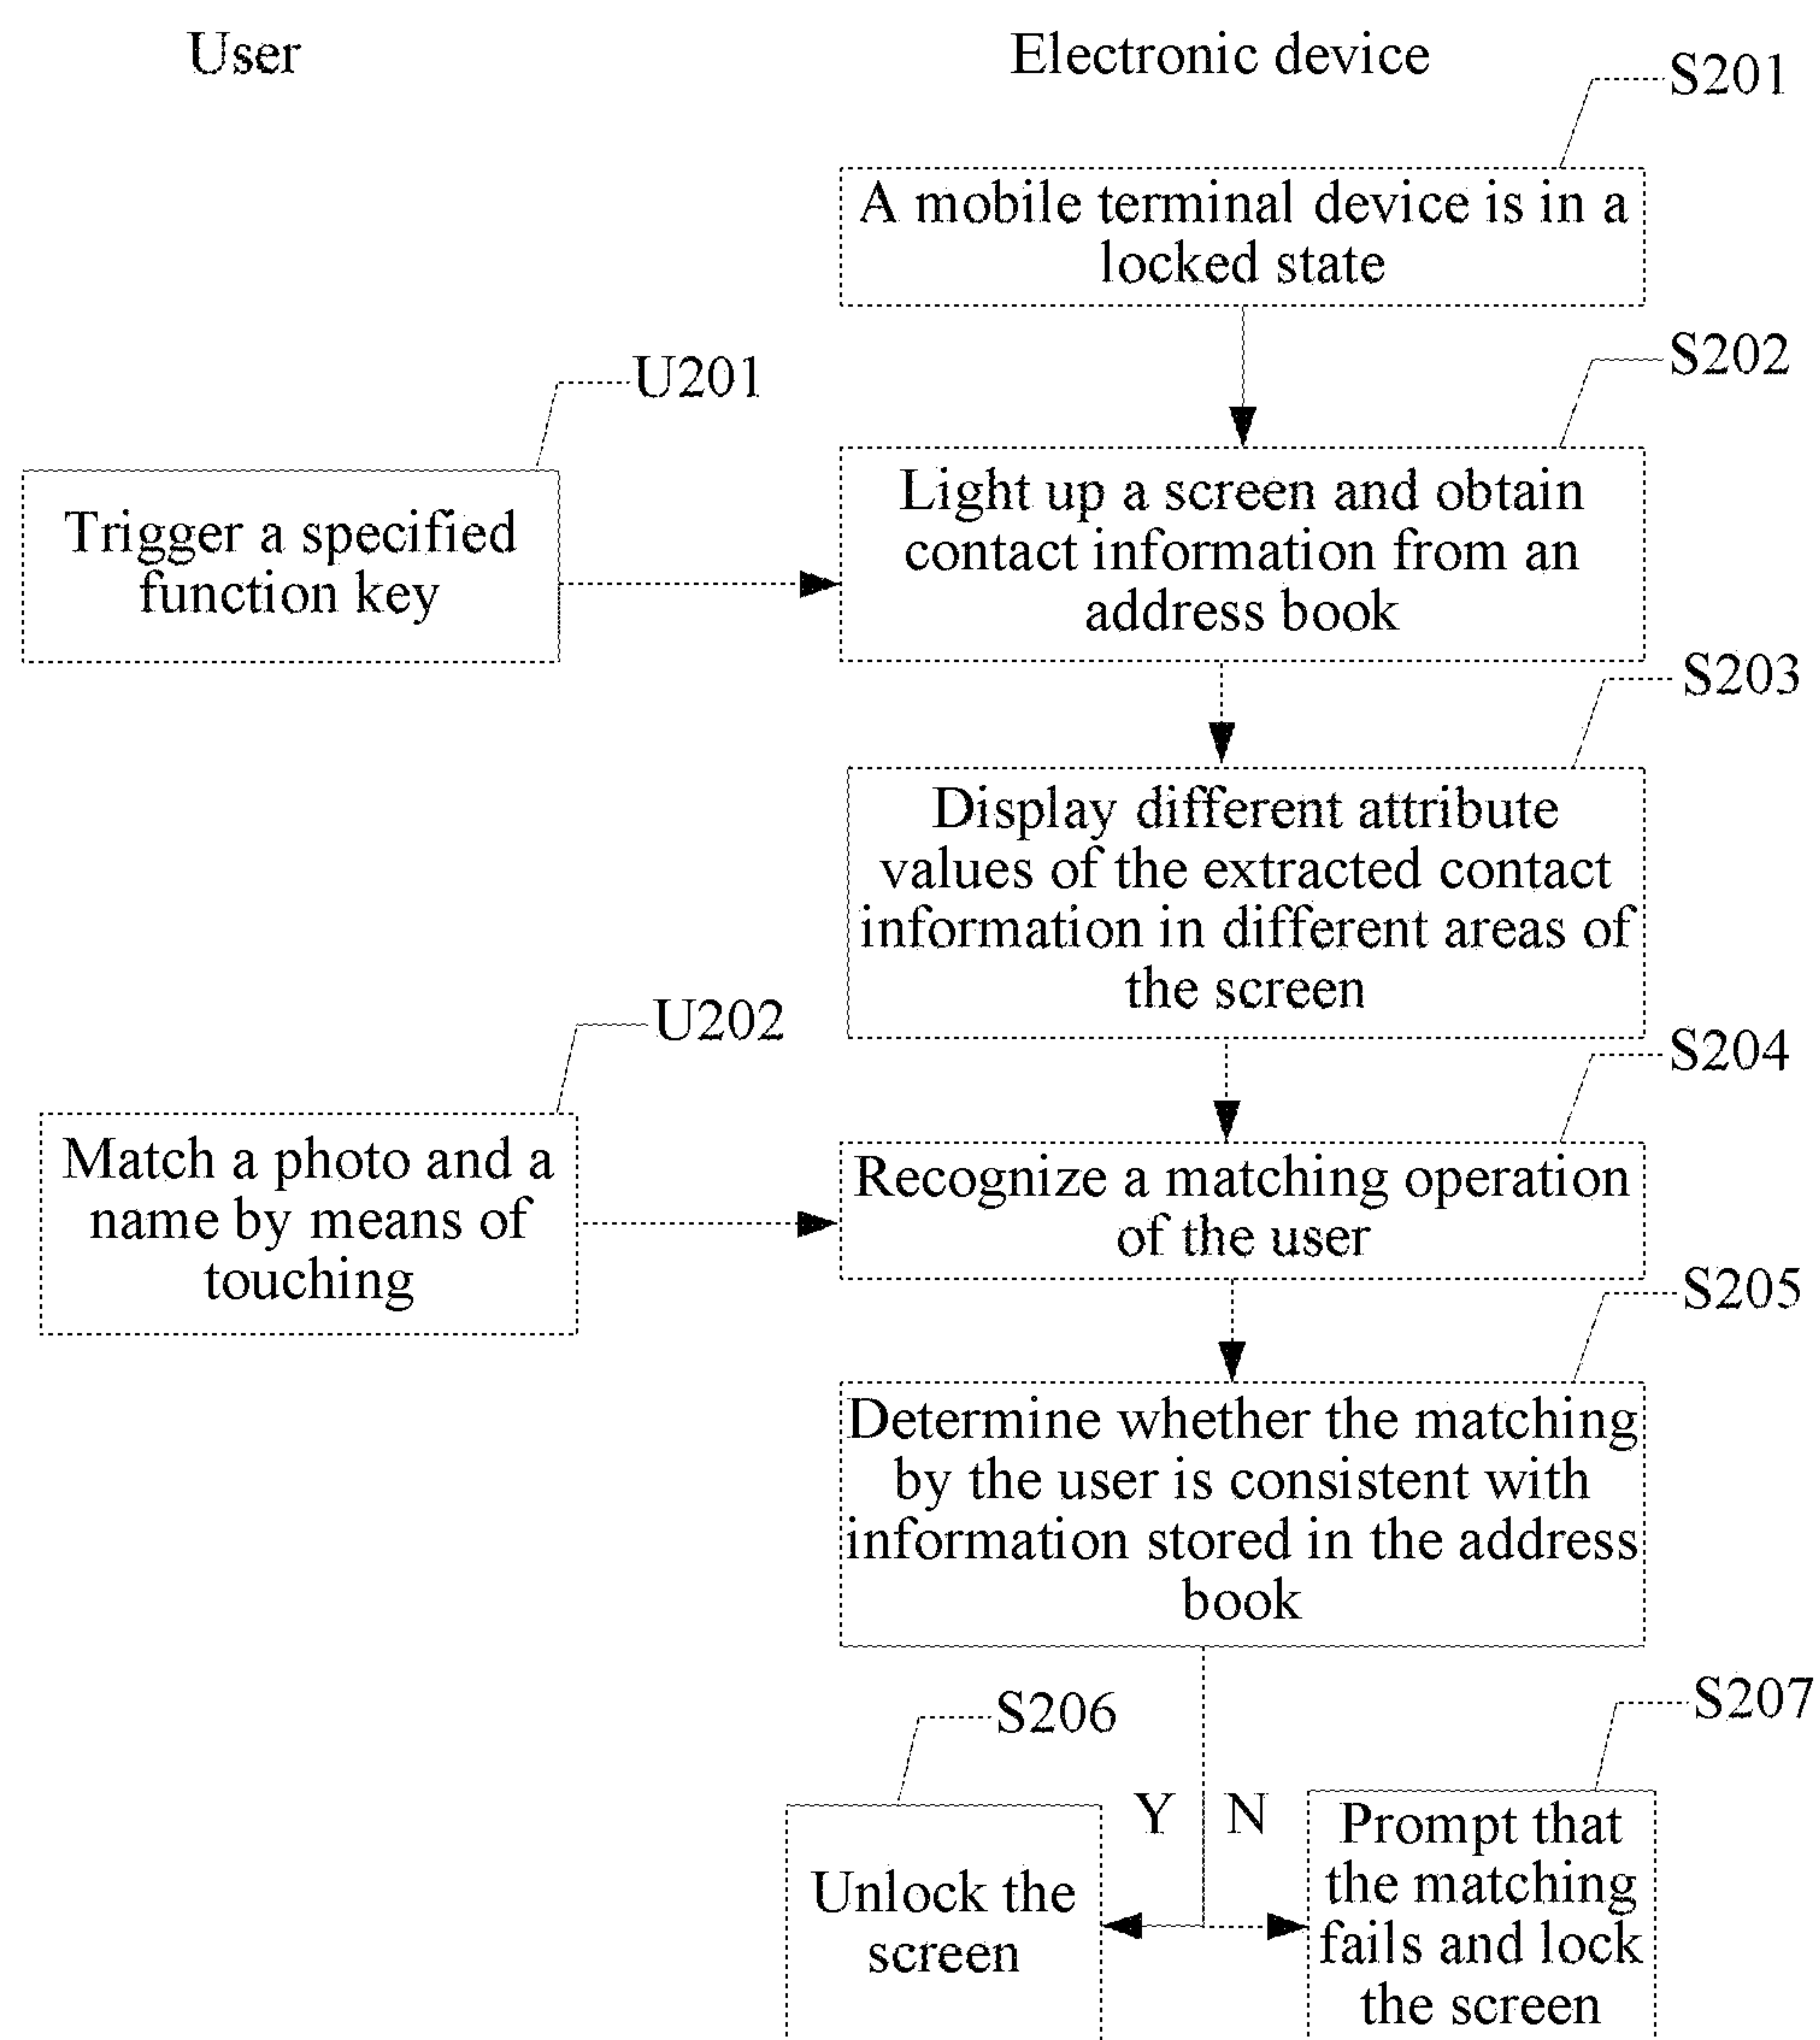 User
Electronic device
S201
A mobile terminal device is in a
locked state
S202
U201
Light up a screen and obtain
contact information from an
address book
Trigger a specified
function key
S203
Display different attribute
values of the extracted contact
information in different areas of
the screen
U202
S204
Match a photo and a
name by means of
touching
Recognize a matching operation
of the user
S205
Determine whether the matching
by the user is consistent with
information stored in the address
book
S206
S207
Y
N
Unlock the
screen
Prompt that
the matching
fails and lock
the screen